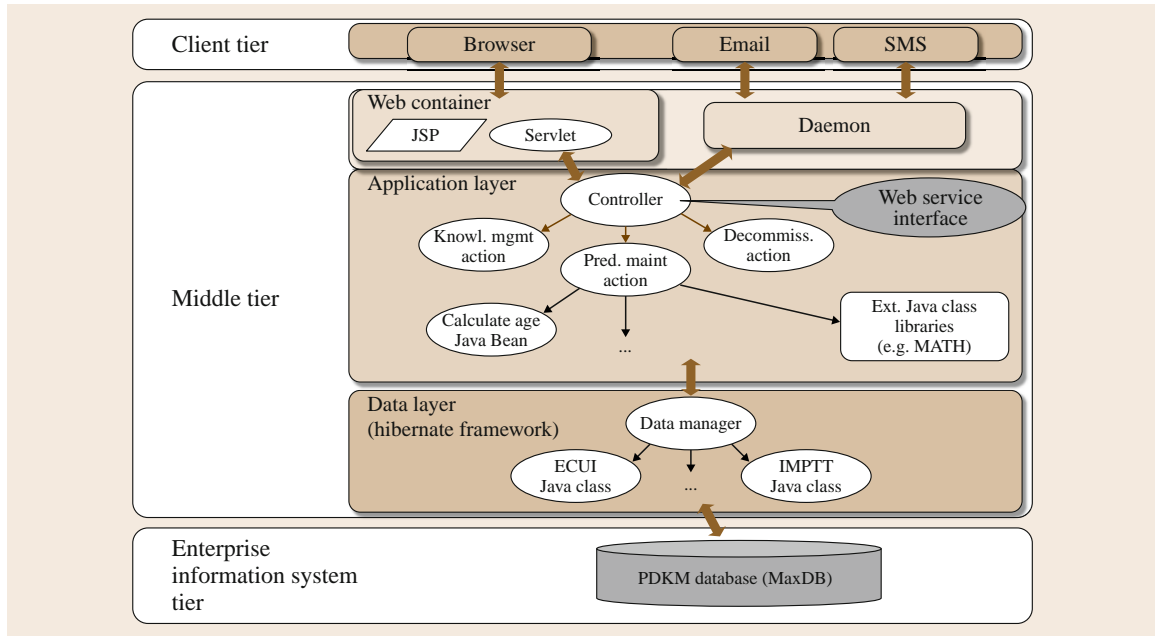 Client tier
Browser
Email
SMS
Middle tier
Web container
JSP
Servlet
Daemon
Application layer
Controller
Web service
interface
Knowl. mgmt
action
Decommiss.
action
Pred. maint
action
Calculate age
Java Bean
...
Ext. Java class
libraries
(e.g. MATH)
Data layer
(hibernate framework)
Data manager
ECUI
Java class
...
IMPTT
Java class
Enterprise
information system
tier
PDKM database (MaxDB)